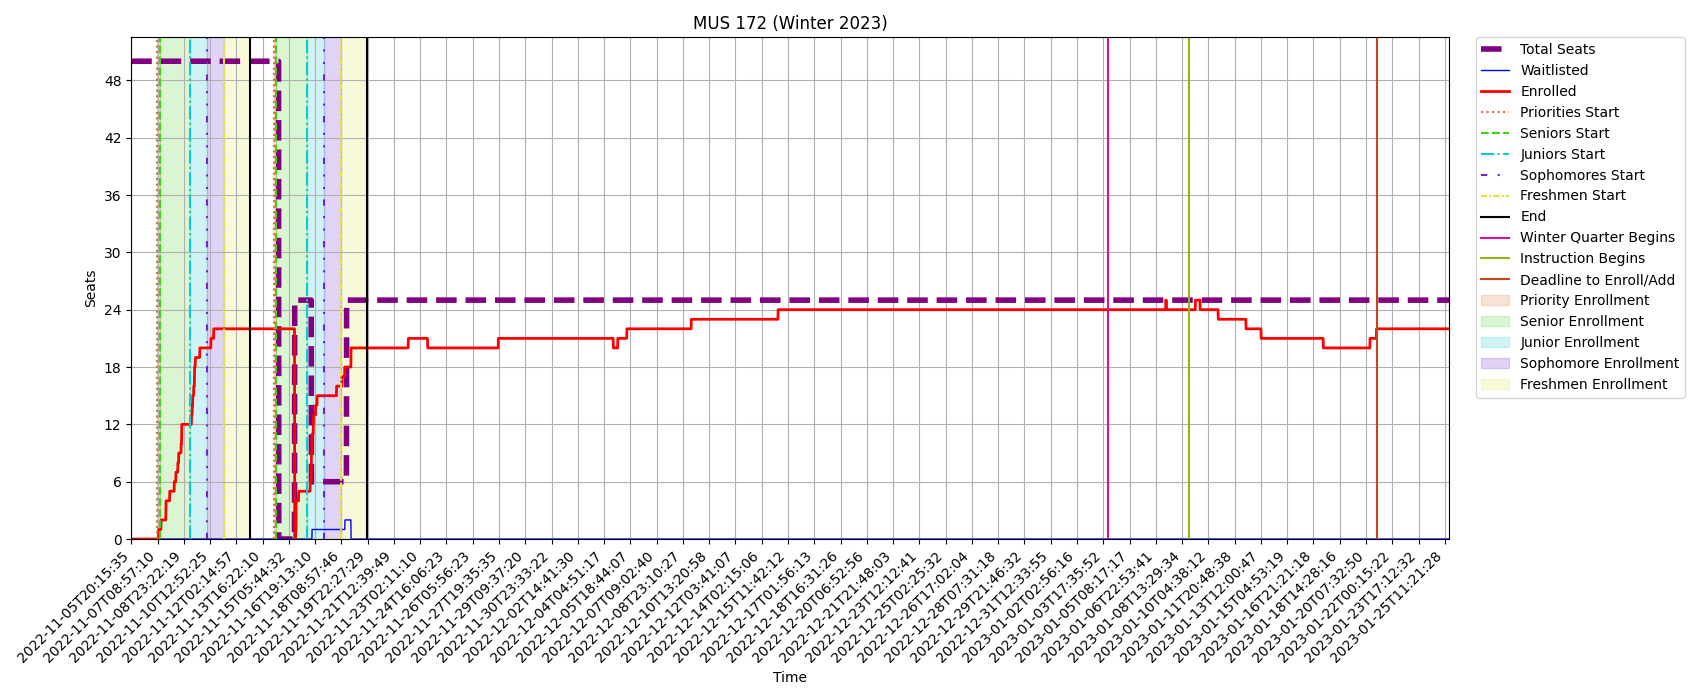 MUS 172 (Winter 2023)
Seats
48
42
36
30
24
18
12
6
0
2022-11-05T20:15:35
2022-11-07T08:57:10
2022-11-08T23:22:19
2022-11-10T12:52:25
2022-11-12T02:14:57
2022-11-13T16:22:10
2022-11-15T05:44:32
2022-11-16T19:13:10
2022-11-18T08:57:46
2022-11-19T22:27:29
2022-11-21T12:39:49
2022-11-23T02:11:10
2022-11-24T16:06:23
2022-11-26T05:56:23
2022-11-27T19:35:35
2022-11-29T09:37:20
2022-11-30T23:33:22
2022-12-02T14:41:30
2022-12-04T04:51:17
2022-12-05T18:44:07
2022-12-07T09:02:40
2022-12-08T23:10:27
2022-12-10T13:20:58
2022-12-12T03:41:07
2022-12-14T02:15:06
2022-12-15T11:42:12
2022-12-17T01:56:13
2022-12-18T16:31:26
2022-12-20T06:52:56
2022-12-21T21:48:03
2022-12-23T12:12:41
2022-12-25T02:25:32
2022-12-26T17:02:04
2022-12-28T07:31:18
2022-12-29T21:46:32
2022-12-31T12:33:55
2023-01-02T02:56:16
2023-01-03T17:35:52
2023-01-05T08:17:17
2023-01-06T22:53:41
2023-01-08T13:29:34
2023-01-10T04:38:12
2023-01-11T20:48:38
2023-01-13T12:00:47
2023-01-15T04:53:19
2023-01-16T21:21:18
2023-01-18T14:28:16
2023-01-20T07:32:50
2023-01-22T00:15:22
2023-01-23T17:12:32
2023-01-25T11:21:28
Time
Total Seats
Waitlisted
Enrolled
Priorities Start
Seniors Start
Juniors Start
Sophomores Start
Freshmen Start
End
Winter Quarter Begins
Instruction Begins
Deadline to Enroll/Add
Priority Enrollment
Senior Enrollment
Junior Enrollment
Sophomore Enrollment
Freshmen Enrollment